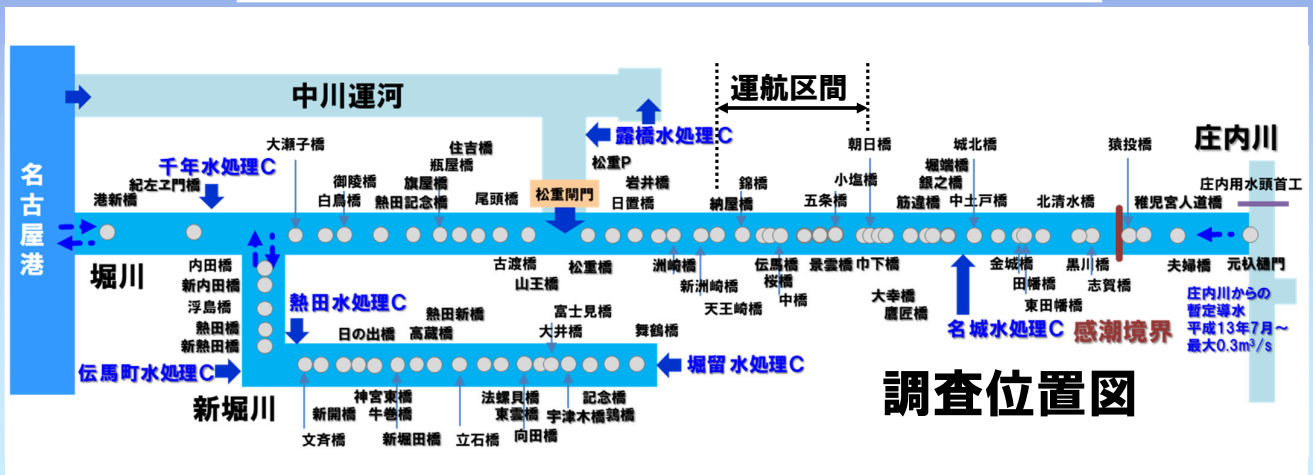 名古屋港
中川運河
運航区間
庄内川
露橋水処理C
千年水処理C
大瀬子橋
住吉橋
瓶屋橋
松重P
朝日橋
城北橋
猿投橋
紀左ヱ門橋
港新橋
御陵橋
白鳥橋
旗屋橋
熱田記念橋
尾頭橋
松重閘門
岩井橋
日置橋
錦橋
納屋橋
小塩橋
五条橋
堀端橋
銀之橋
筋違橋
中土戸橋
北清水橋
稚児宮人道橋
庄内用水頭首工
堀川
内田橋
新内田橋
浮島橋
熱田橋
新熱田橋
古渡橋
山王橋
松重橋
洲崎橋
新洲崎橋
天王崎橋
伝馬橋
桜橋
中橋
景雲橋
巾下橋
大幸橋
鷹匠橋
金城橋
田幡橋
東田幡橋
黒川橋
志賀橋
夫婦橋
元杁樋門
名城水処理C
感潮境界
庄内川からの
暫定導水
平成13年7月~
最大0.3m³/s
熱田水処理C
日の出橋
熱田新橋
高蔵橋
富士見橋
大井橋
舞鶴橋
伝馬町水処理C
堀留水処理C
新堀川
神宮東橋
新開橋
牛巻橋
文斉橋
新堀田橋
立石橋
法螺貝橋
東雲橋
向田橋
宇津木橋
記念橋
鶉橋
調査位置図